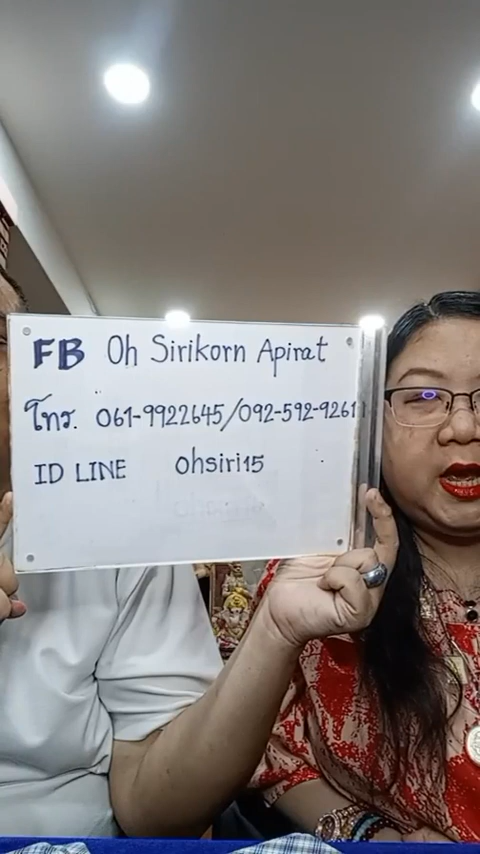 FB Oh Sirikorn Apirat
โทร. 061-9922645/092-592-9261
ID LINE ohsiri15